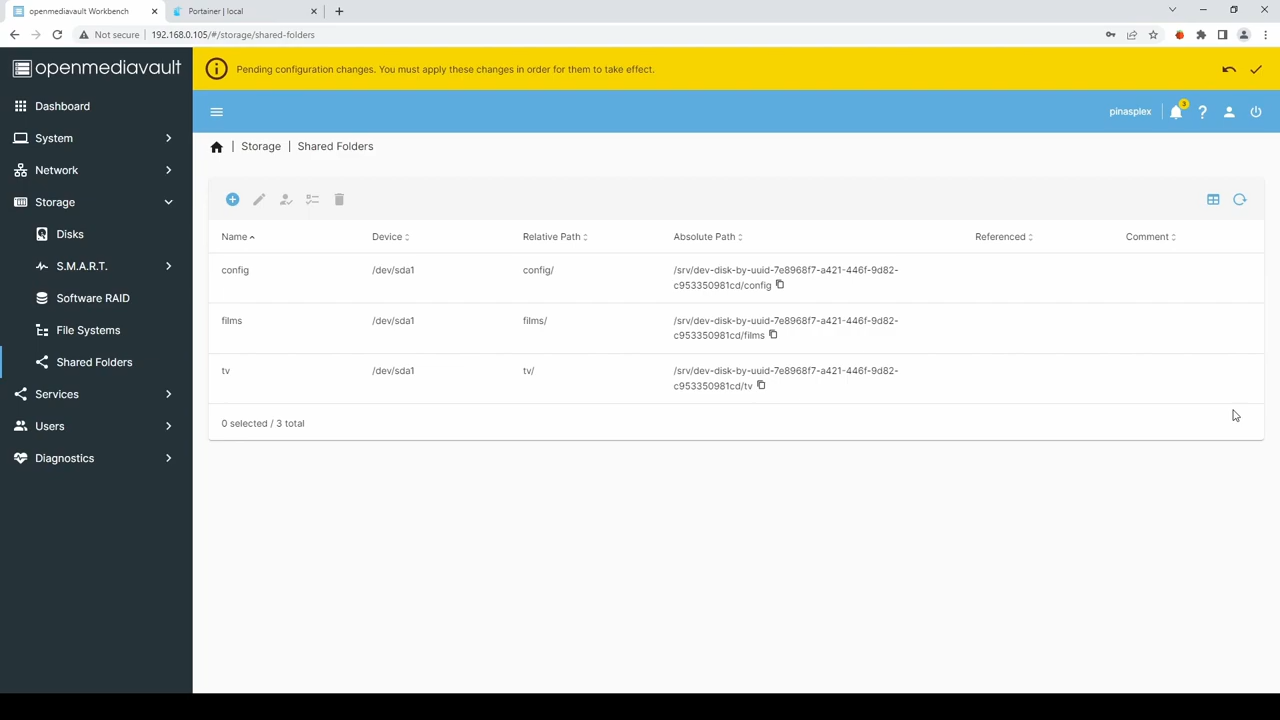 openmediavault Workbench
Portainer | local
Not secure
192.168.0.105/#/storage/shared-folders
openmediavault
Pending configuration changes. You must apply these changes in order for them to take effect.
Dashboard
System
Network
Storage
Disks
S.M.A.R.T.
Software RAID
File Systems
Shared Folders
Services
Users
Diagnostics
pinasplex
3
?
| Storage | Shared Folders
Name Device Relative Path Absolute Path Referenced Comment
config /dev/sda1 config/ /srv/dev-disk-by-uuid-7e8968f7-a421-446f-9d82-
c953350981cd/config
films /dev/sda1 films/ /srv/dev-disk-by-uuid-7e8968f7-a421-446f-9d82-
c953350981cd/films
tv /dev/sda1 tv/ /srv/dev-disk-by-uuid-7e8968f7-a421-446f-9d82-
c953350981cd/tv
0 selected / 3 total